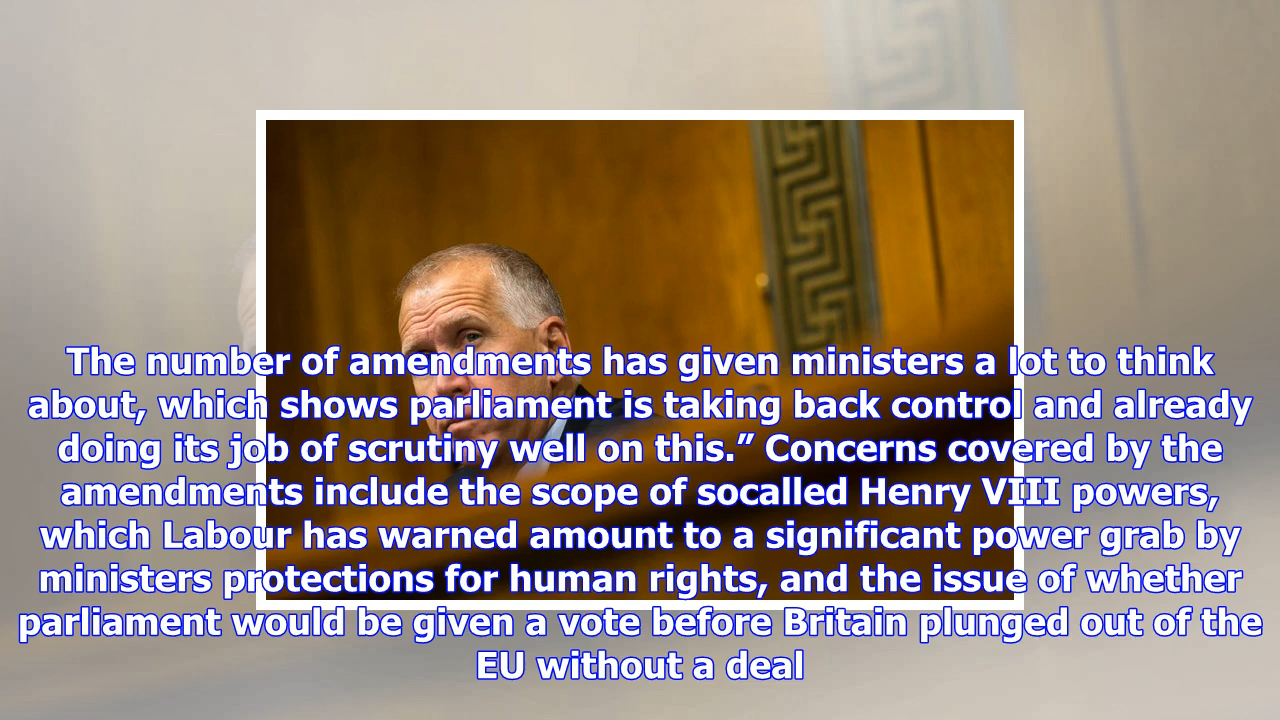 The number of amendments has given ministers a lot to think
about, which shows parliament is taking back control and already
doing its job of scrutiny well on this.” Concerns covered by the
amendments include the scope of socalled Henry VIII powers,
which Labour has warned amount to a significant power grab by
ministers protections for human rights, and the issue of whether
parliament would be given a vote before Britain plunged out of the
EU without a deal